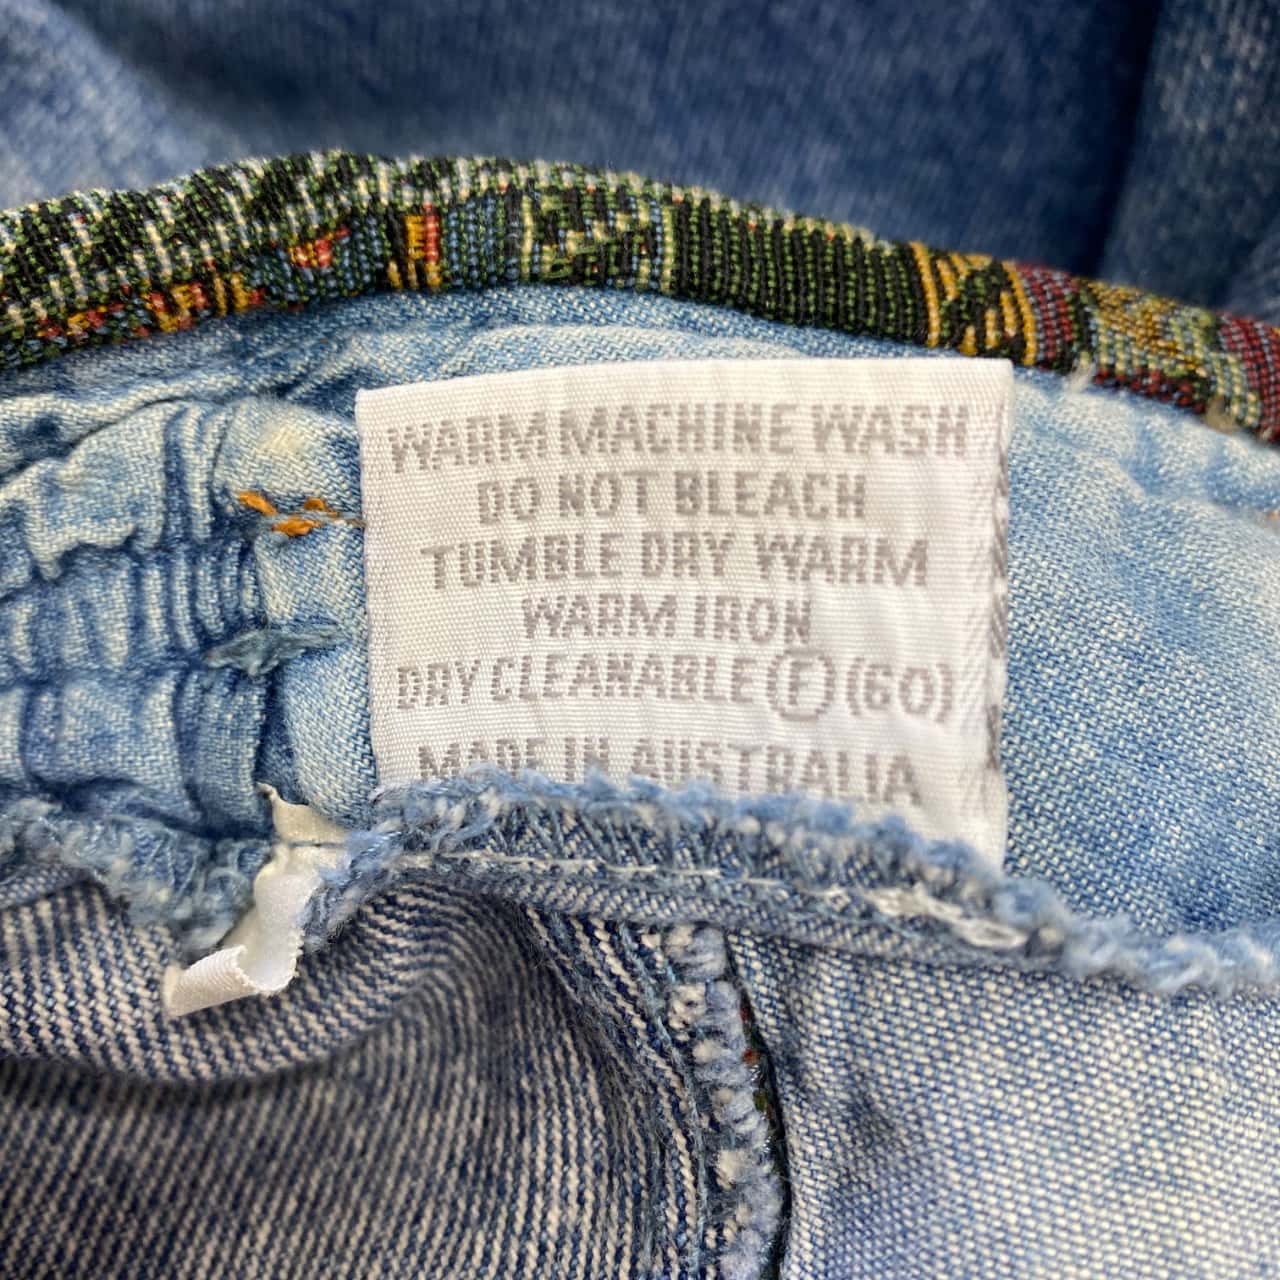 WARM MACHINE WASH
DO NOT BLEACH
TUMBLE DRY WARM
WARM IRON
DRY CLEANABLE Ⓕ (60)
MADE IN AUSTRALIA